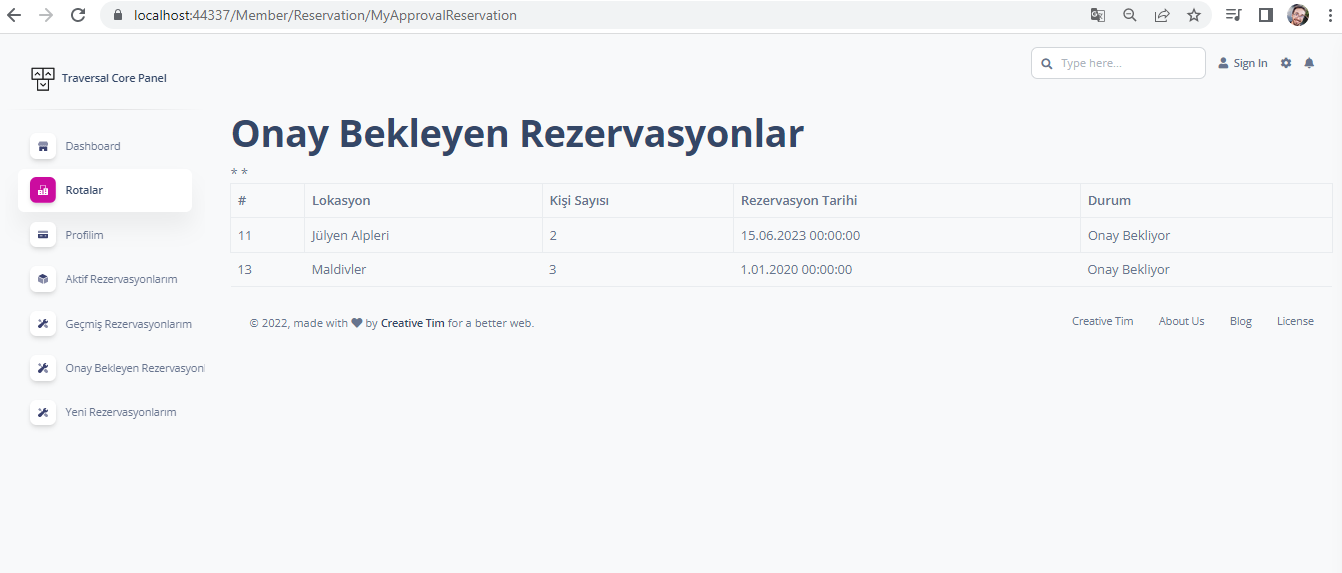 localhost:44337/Member/Reservation/MyApprovalReservation
Traversal Core Panel
Type here...
Sign In
Dashboard
Rotalar
Profilim
Aktif Rezervasyonlarım
Geçmiş Rezervasyonlarım
Onay Bekleyen Rezervasyonl
Yeni Rezervasyonlarım
Onay Bekleyen Rezervasyonlar
* *
# Lokasyon Kişi Sayısı Rezervasyon Tarihi Durum
11 Jülyen Alpleri 2 15.06.2023 00:00:00 Onay Bekliyor
13 Maldivler 3 1.01.2020 00:00:00 Onay Bekliyor
© 2022, made with ♥ by Creative Tim for a better web.
Creative Tim About Us Blog License